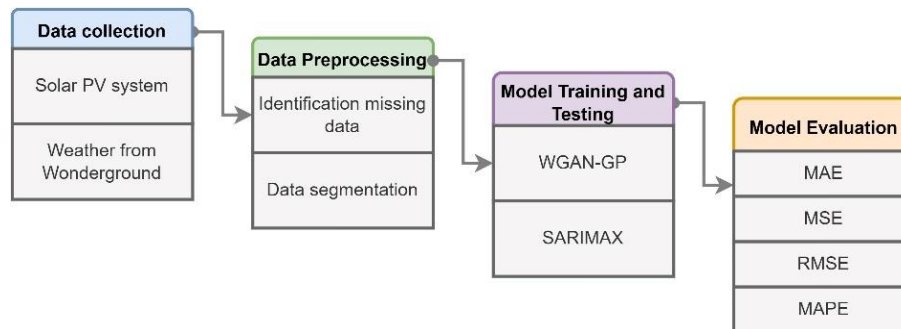 Data collection
Solar PV system
Weather from
Wonderground
Data Preprocessing
Identification missing
data
Data segmentation
Model Training and
Testing
WGAN-GP
SARIMAX
Model Evaluation
MAE
MSE
RMSE
MAPE